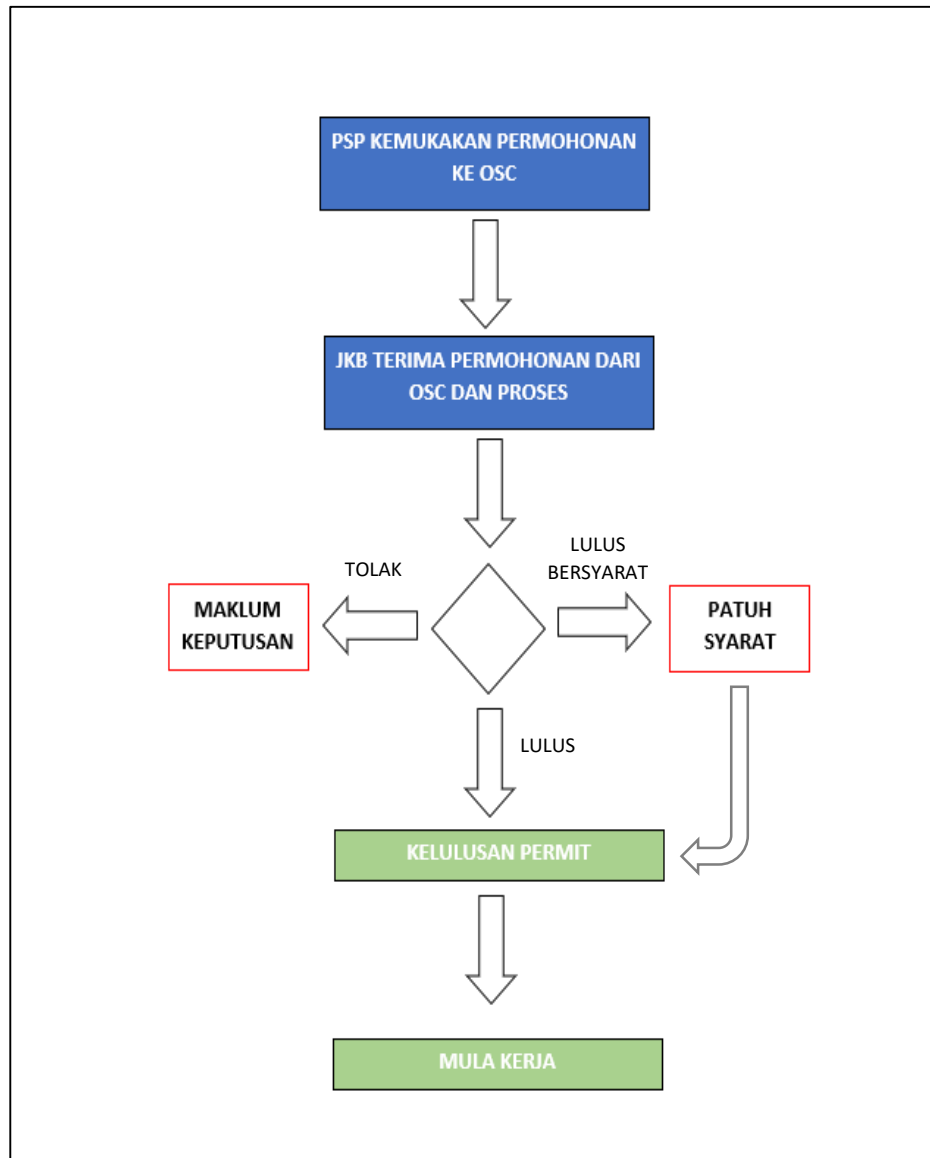 PSP KEMUKAKAN PERMOHONAN
KE OSC
JKB TERIMA PERMOHONAN DARI
OSC DAN PROSES
TOLAK
LULUS
BERSYARAT
MAKLUM
KEPUTUSAN
PATUH
SYARAT
LULUS
KELULUSAN PERMIT
MULA KERJA